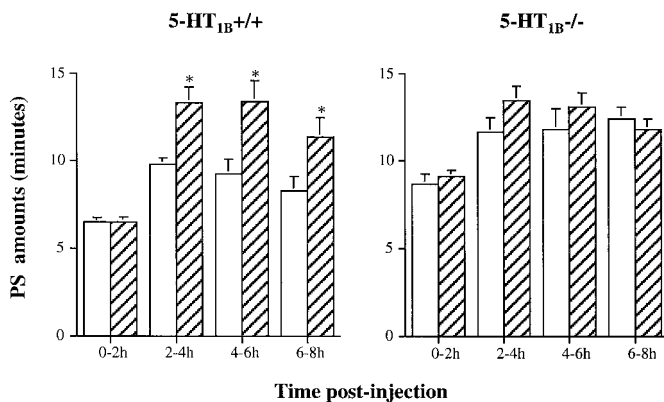 5-HT1B+/+
5-HT1B-/-
PS amounts (minutes)
15
10
5
0
* * *
0-2h 2-4h 4-6h 6-8h
15
10
5
0
0-2h 2-4h 4-6h 6-8h
Time post-injection